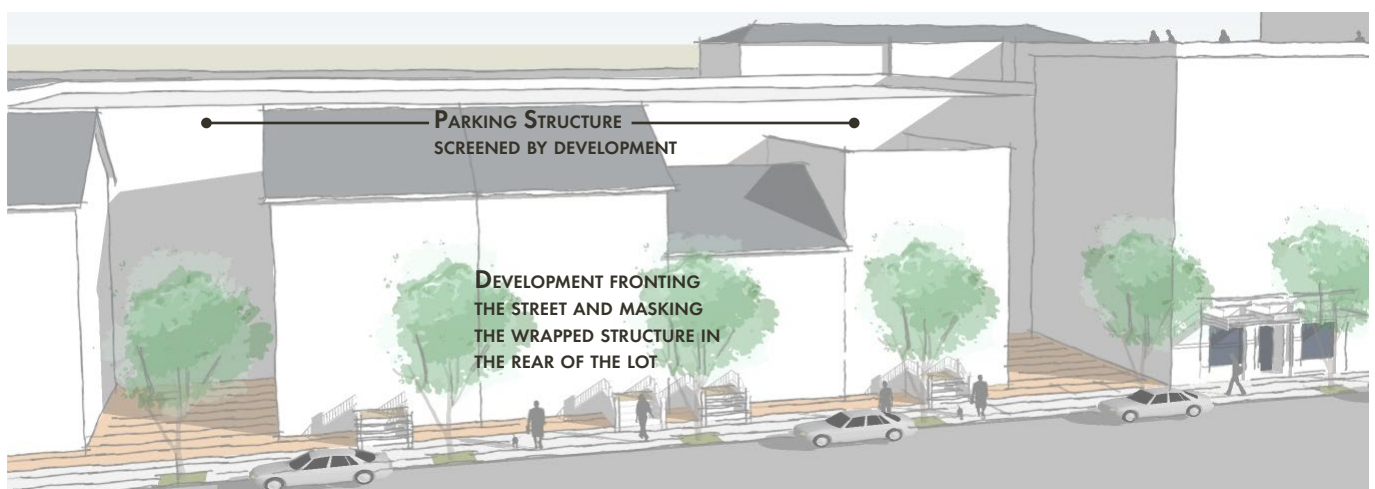 PARKING STRUCTURE
SCREENED BY DEVELOPMENT
DEVELOPMENT FRONTING
THE STREET AND MASKING
THE WRAPPED STRUCTURE IN
THE REAR OF THE LOT